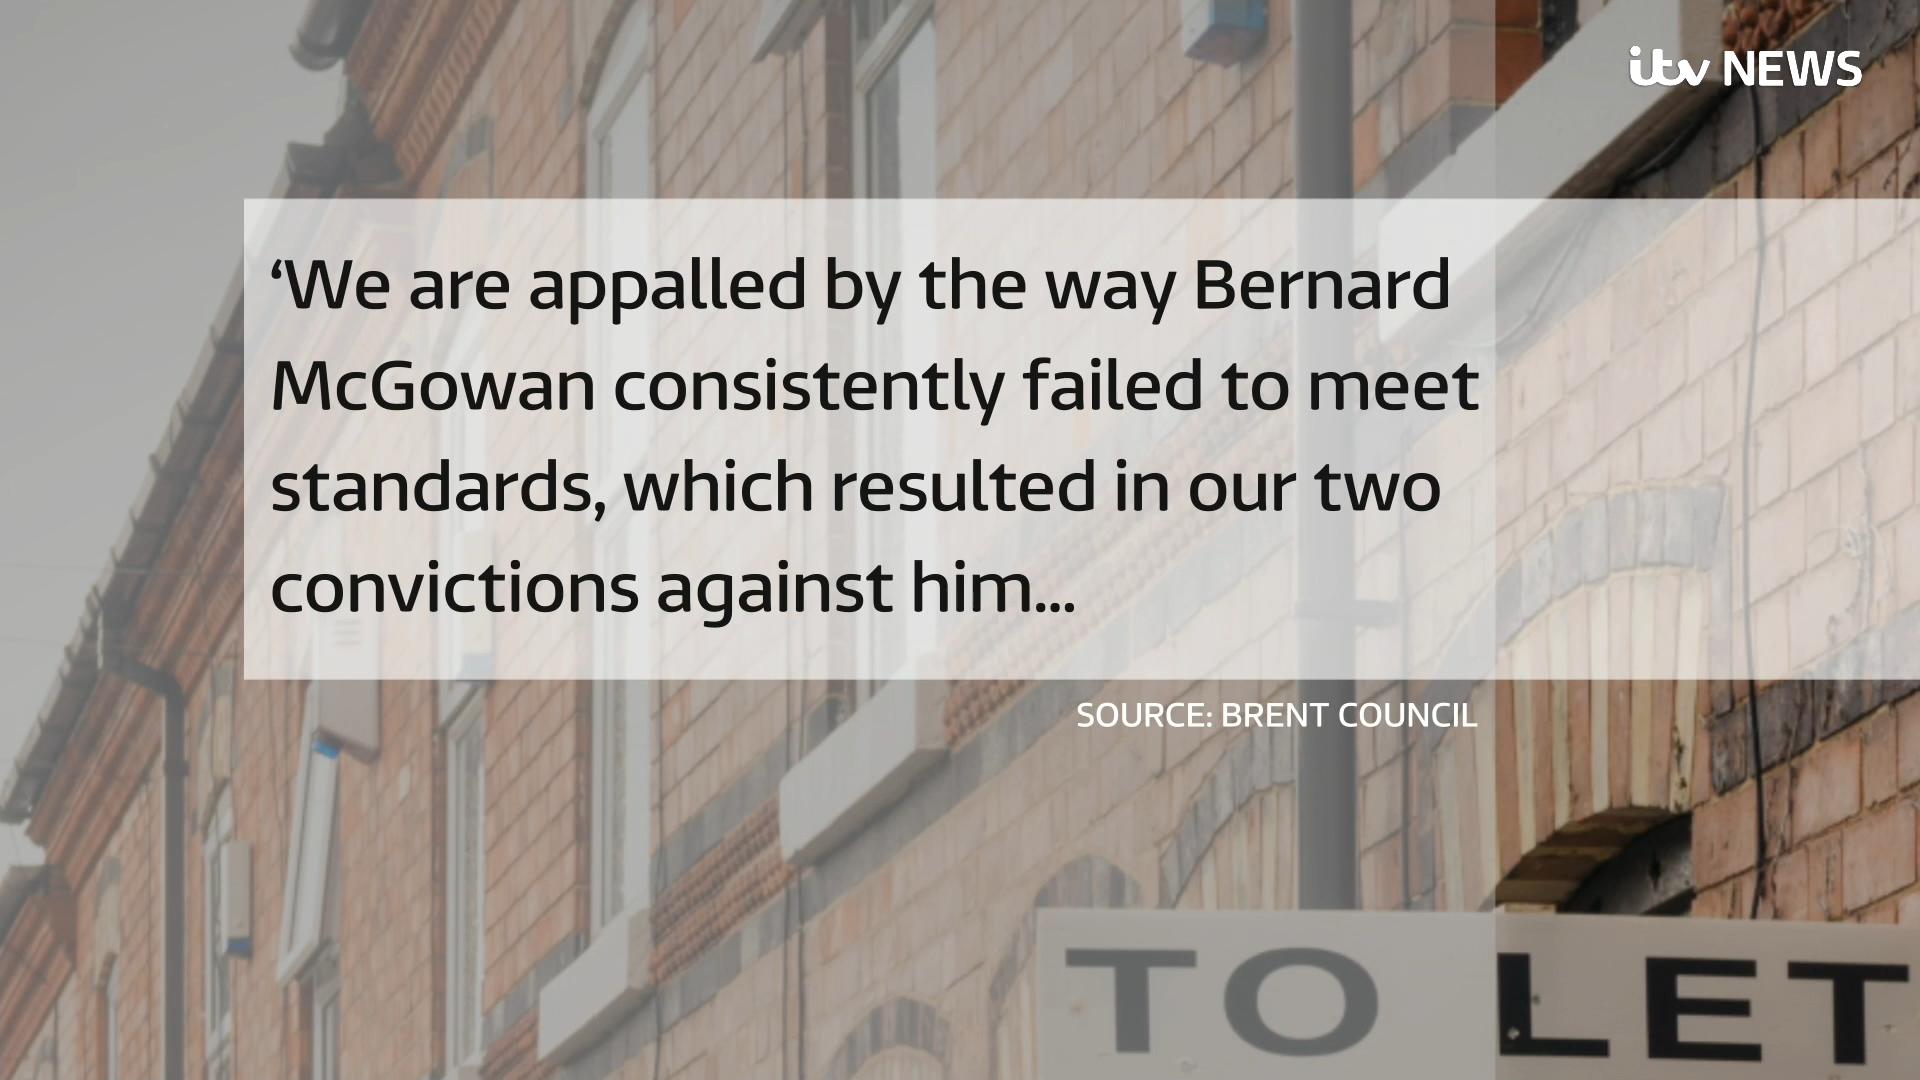 itv NEWS
‘We are appalled by the way Bernard
McGowan consistently failed to meet
standards, which resulted in our two
convictions against him...
SOURCE: BRENT COUNCIL
TO LET